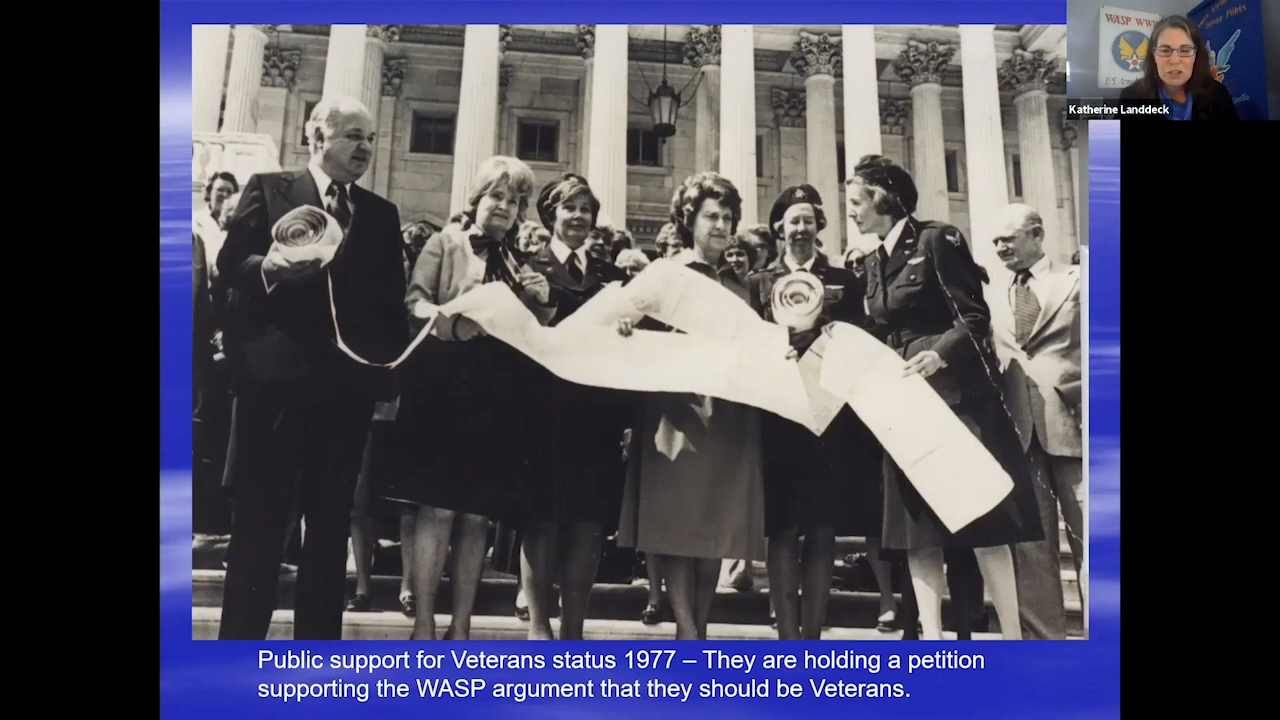 WASP WWII
U.S. A
Katherine Landdeck
Public support for Veterans status 1977 – They are holding a petition
supporting the WASP argument that they should be Veterans.